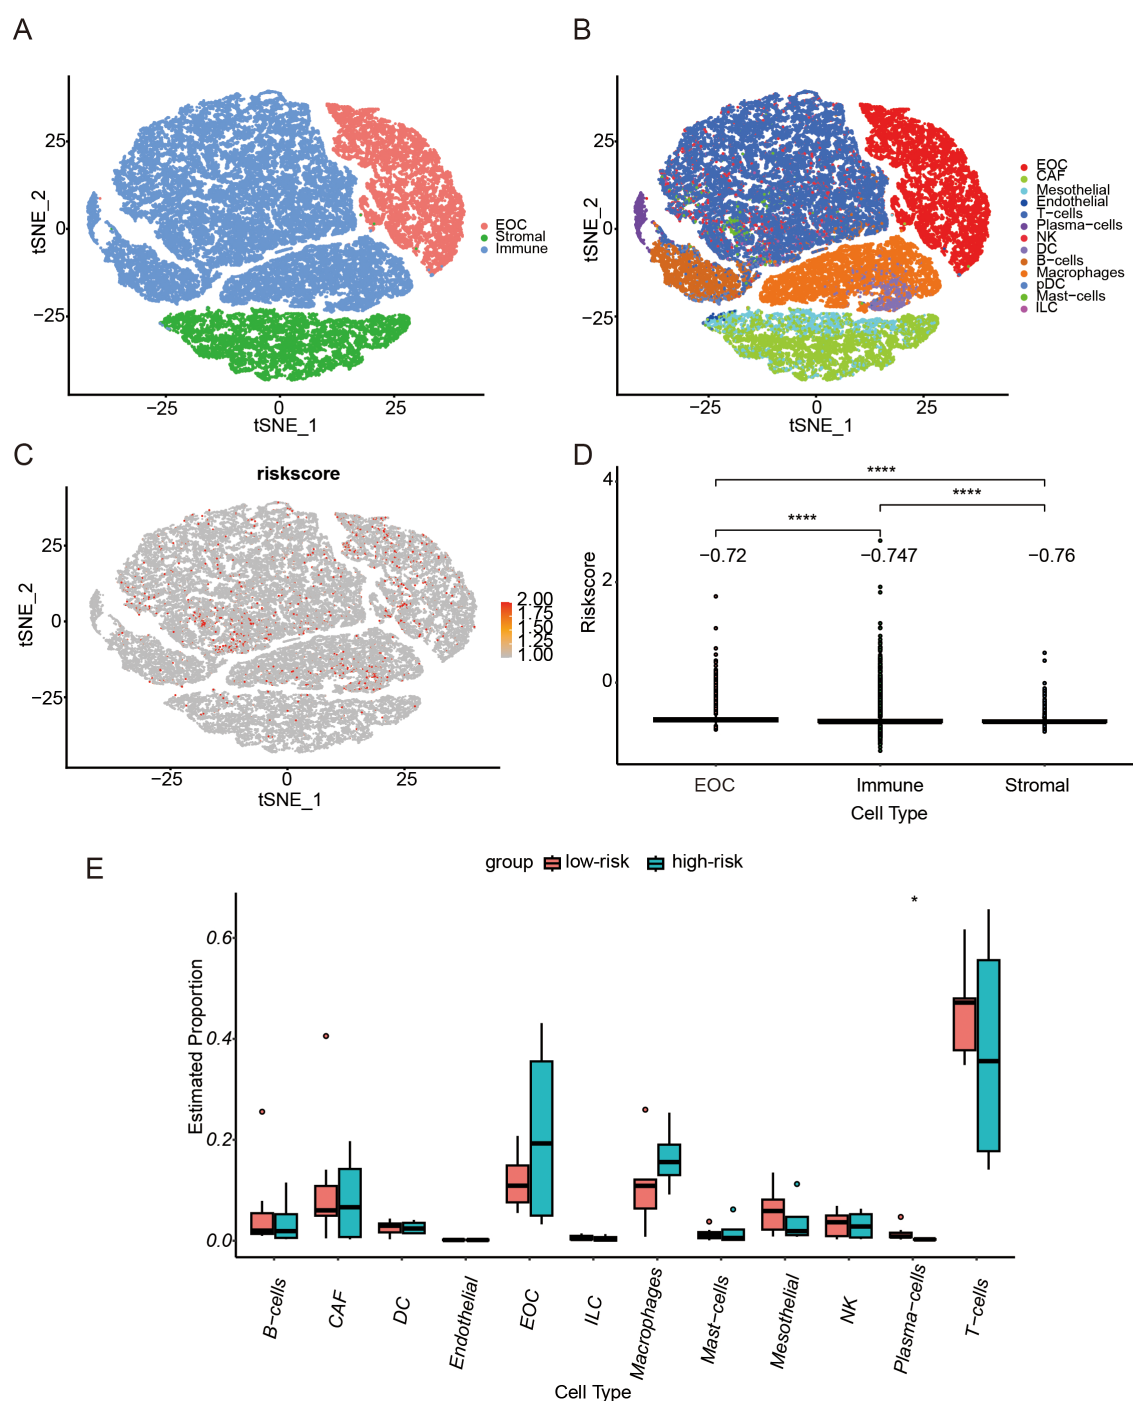 A
25
0
−25
tSNE_2
−25
0
25
tSNE_1
EOC
Stromal
Immune
B
25
0
−25
tSNE_2
−25
0
25
tSNE_1
EOC
CAF
Mesothelial
Endothelial
T−cells
Plasma−cells
NK
DC
B−cells
Macrophages
pDC
Mast−cells
ILC
C
riskscore
25
0
−25
tSNE_2
−25
0
25
tSNE_1
2.00
1.75
1.50
1.25
1.00
D
4
2
0
Riskscore
****
****
****
−0.72
−0.747
−0.76
EOC
Immune
Stromal
Cell Type
E
group
low-risk
high-risk
*
0.6
0.4
0.2
0.0
Estimated Proportion
B-cells
CAF
DC
Endothelial
EOC
ILC
Macrophages
Mast-cells
Mesothelial
NK
Plasma-cells
T-cells
Cell Type